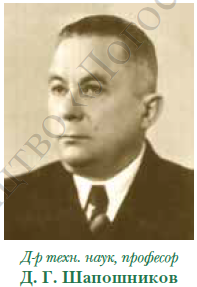 Д-р техн. наук, професор
Д. Г. Шапошников